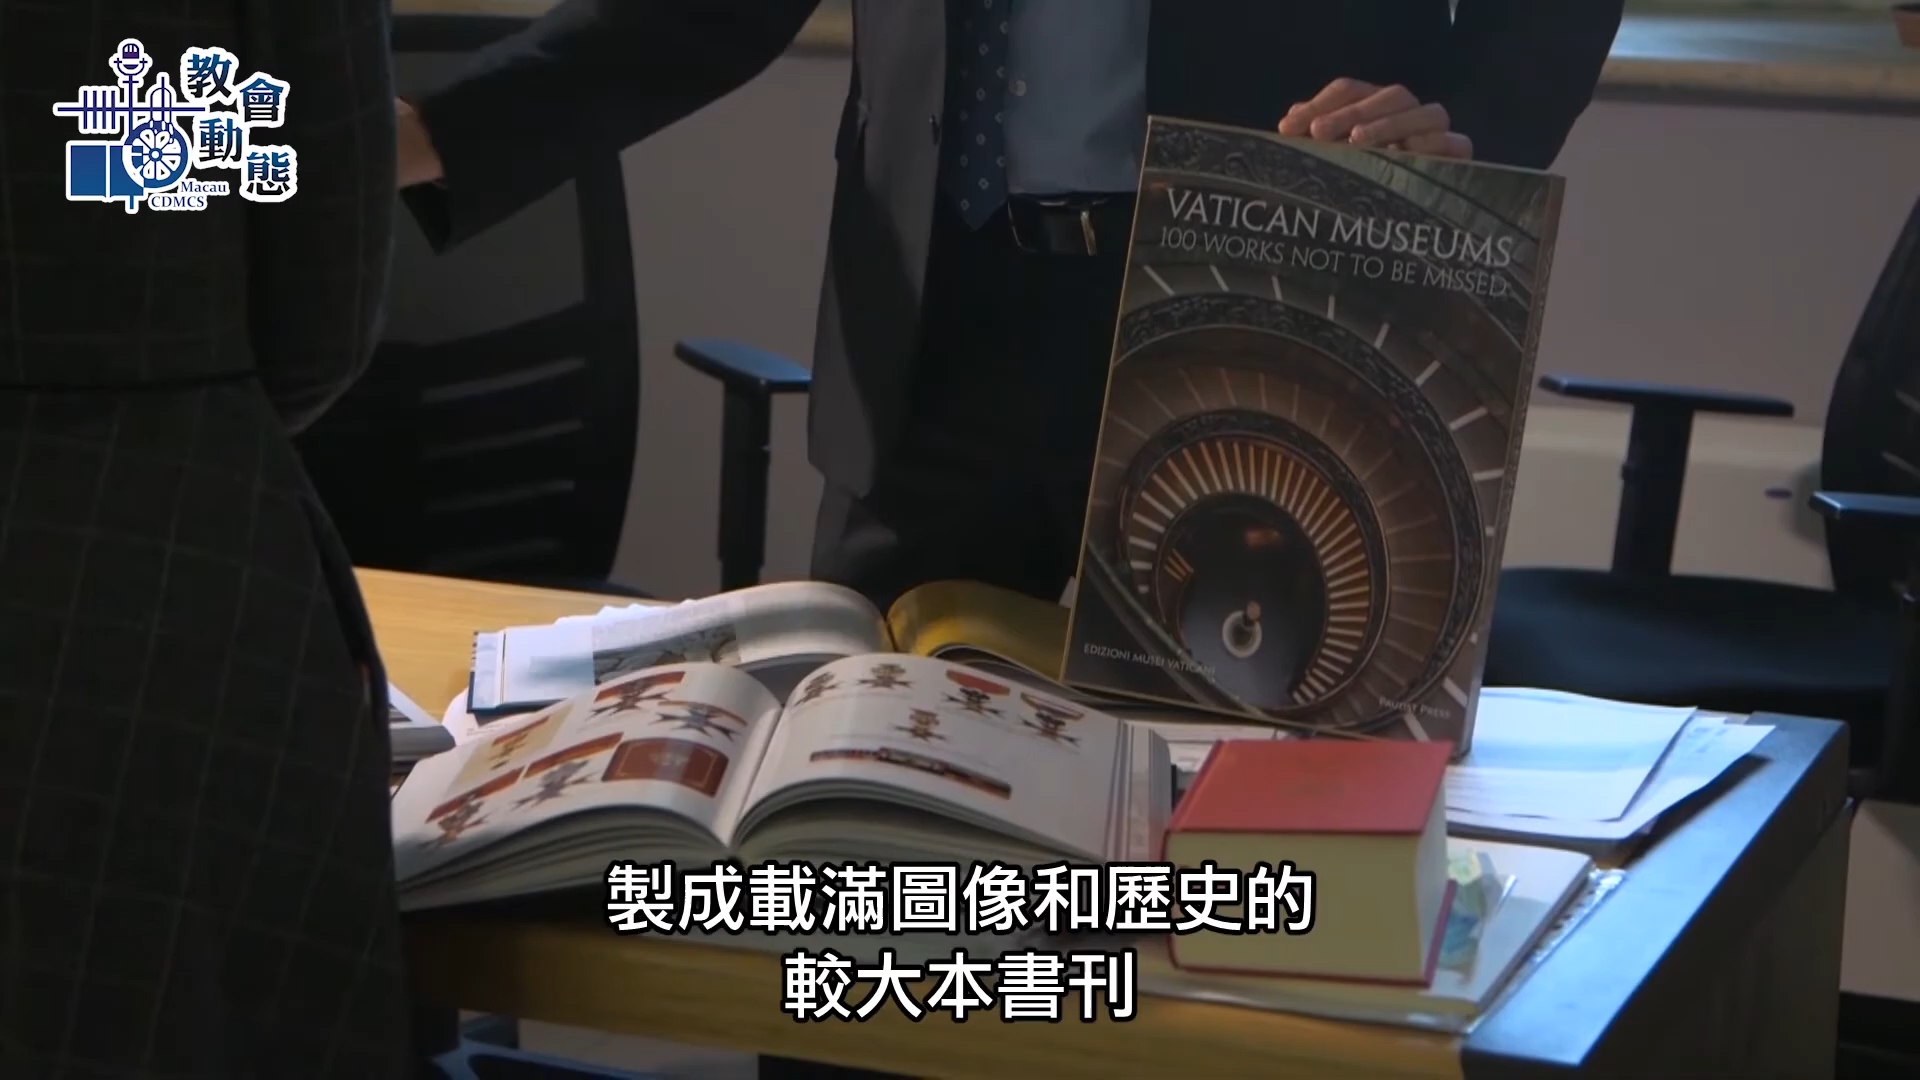 教會動態
Macau
CDMCS
VATICAN MUSEUMS
100 WORKS NOT TO BE MISSED
EDIZIONI MUSEI VATICANI
PAULIST PRESS
製成載滿圖像和歷史的
較大本書刊